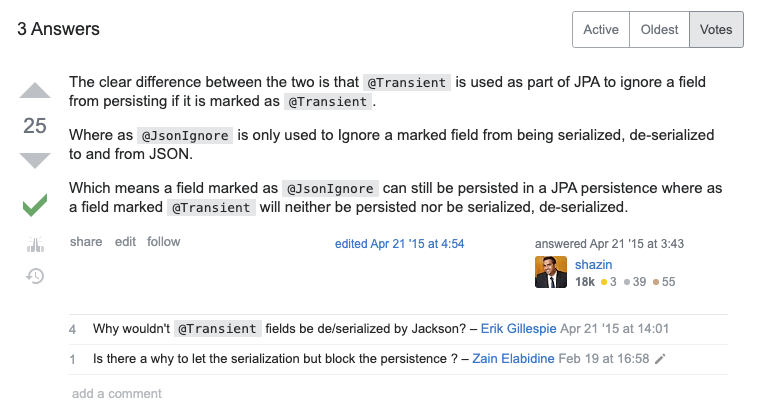 3 Answers
Active Oldest Votes
The clear difference between the two is that @Transient is used as part of JPA to ignore a field
from persisting if it is marked as @Transient.
25
Where as @JsonIgnore is only used to Ignore a marked field from being serialized, de-serialized
to and from JSON.
Which means a field marked as @JsonIgnore can still be persisted in a JPA persistence where as
a field marked @Transient will neither be persisted nor be serialized, de-serialized.
share edit follow edited Apr 21 '15 at 4:54 answered Apr 21 '15 at 3:43
shazin
18k 3 39 55
4 Why wouldn't @Transient fields be de/serialized by Jackson? – Erik Gillespie Apr 21 '15 at 14:01
1 Is there a why to let the serialization but block the persistence ? – Zain Elabidine Feb 19 at 16:58
add a comment